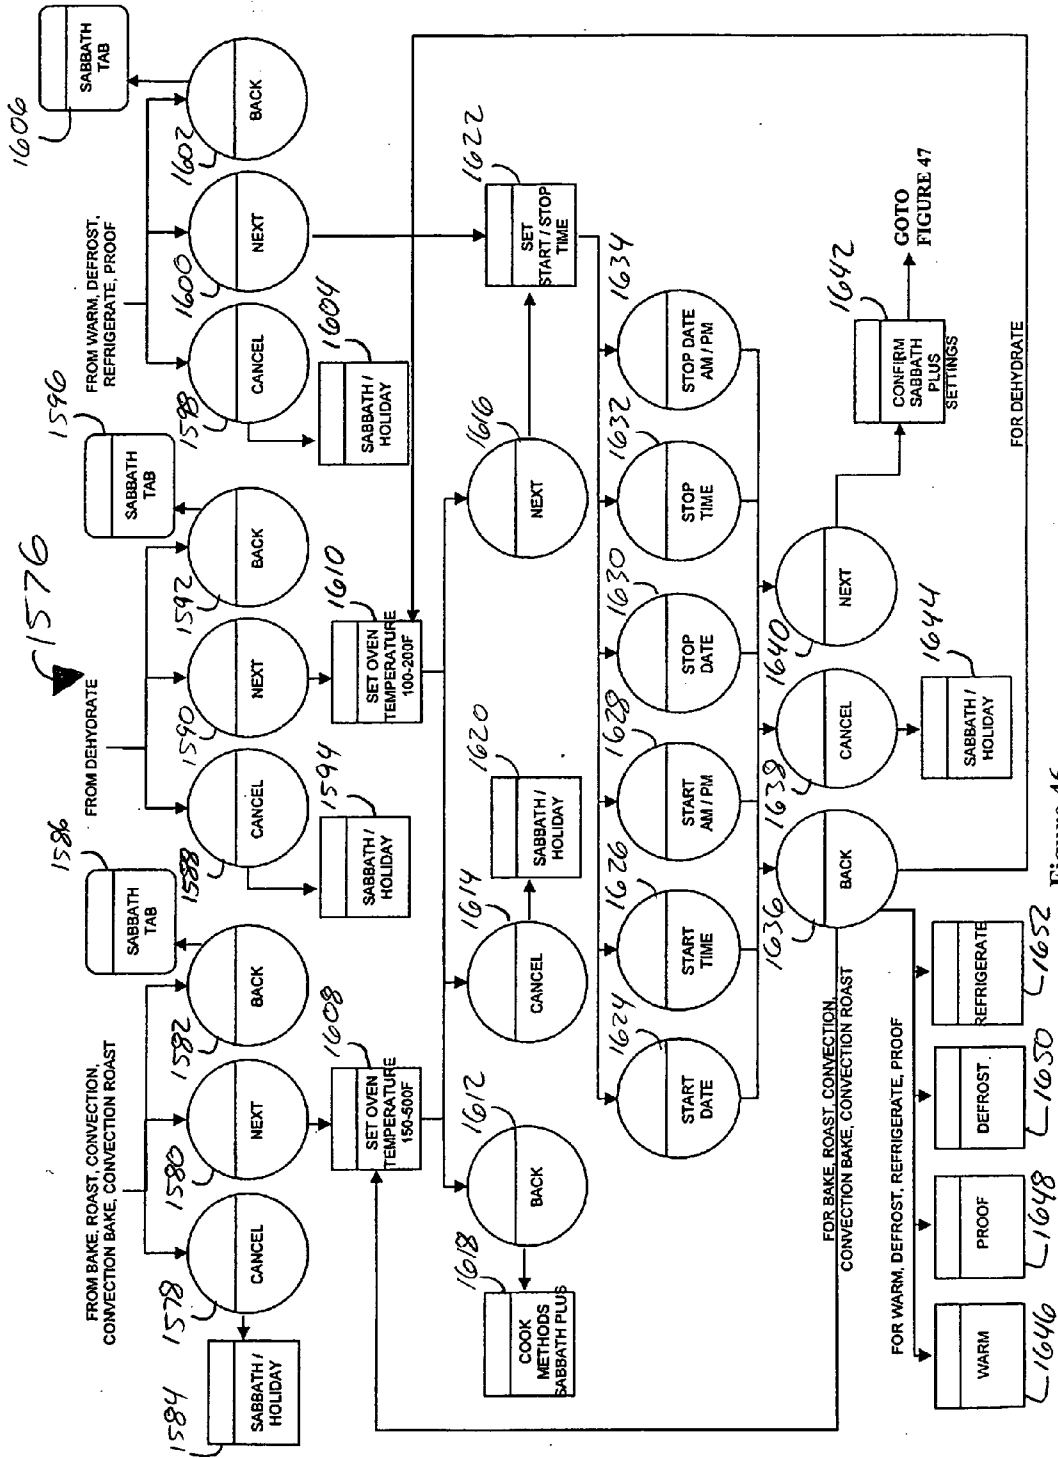 FROM BAKE, ROAST, CONVECTION,
CONVECTION BAKE, CONVECTION ROAST
FROM DEHYDRATE
1576
FROM WARM, DEFROST,
REFRIGERATE, PROOF
1586
SABBATH
TAB
1596
SABBATH
TAB
1606
SABBATH
TAB
1578
CANCEL
1580
NEXT
1582
BACK
1588
CANCEL
1590
NEXT
1592
BACK
1598
CANCEL
1600
NEXT
1602
BACK
1584
SABBATH /
HOLIDAY
1608
SET OVEN
TEMPERATURE
150-500F
1594
SABBATH /
HOLIDAY
1610
SET OVEN
TEMPERATURE
100-200F
1604
SABBATH /
HOLIDAY
1612
BACK
1614
CANCEL
1616
NEXT
1618
COOK
METHODS
SABBATH PLUS
1620
SABBATH /
HOLIDAY
1622
SET
START / STOP
TIME
1624
START
DATE
1626
START
TIME
1628
START
AM / PM
1630
STOP
DATE
1632
STOP
TIME
1634
STOP DATE
AM / PM
1636
BACK
1638
CANCEL
1640
NEXT
1642
CONFIRM
SABBATH
PLUS
SETTINGS
GOTO
FIGURE 47
FOR BAKE, ROAST, CONVECTION,
CONVECTION BAKE, CONVECTION ROAST
1644
SABBATH /
HOLIDAY
FOR WARM, DEFROST, REFRIGERATE, PROOF
FOR DEHYDRATE
WARM
1646
PROOF
1648
DEFROST
1650
REFRIGERATE
1652
Figure 46